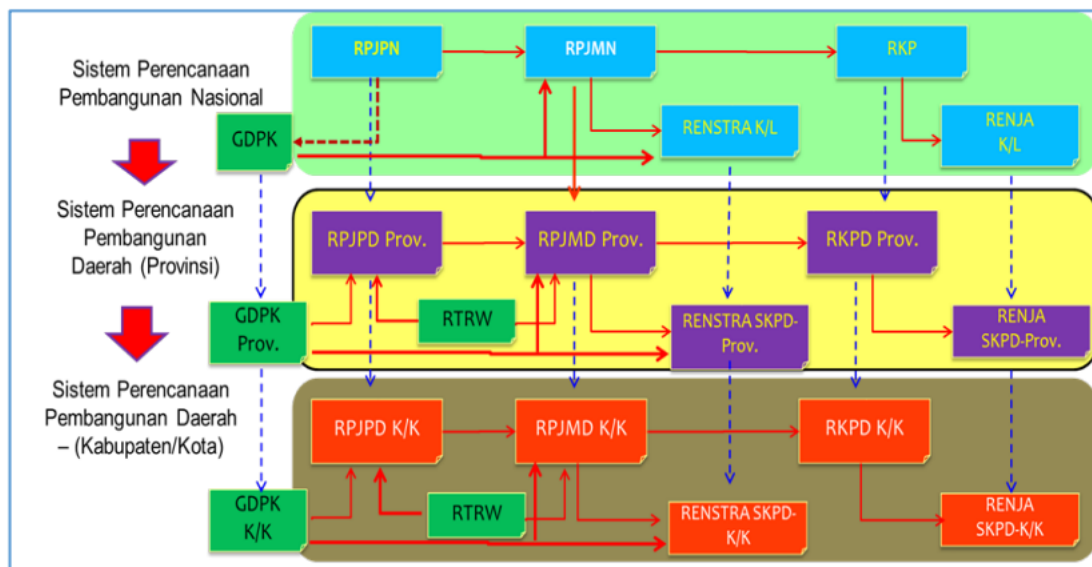 Sistem Perencanaan
Pembangunan Nasional
RPJPN
RPJMN
RKP
GDPK
RENSTRA K/L
RENJA
K/L
Sistem Perencanaan
Pembangunan
Daerah (Provinsi)
RPJPD Prov.
RPJMD Prov.
RKPD Prov.
GDPK
Prov.
RTRW
RENSTRA SKPD-
Prov.
RENJA
SKPD-Prov.
Sistem Perencanaan
Pembangunan Daerah
– (Kabupaten/Kota)
RPJPD K/K
RPJMD K/K
RKPD K/K
GDPK
K/K
RTRW
RENSTRA SKPD-
K/K
RENJA
SKPD-K/K